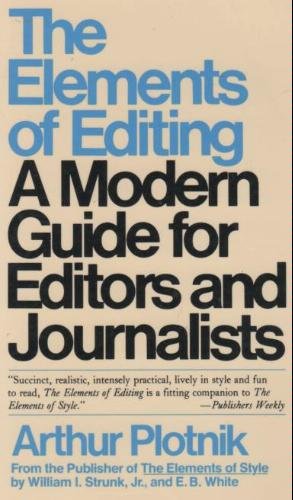 The
Elements
of Editing
A Modern
Guide for
Editors and
Journalists
"Succinct, realistic, intensely practical, lively in style and fun
to read, The Elements of Editing is a fitting companion to The
Elements of Style." —Publishers Weekly
Arthur Plotnik
From the Publisher of The Elements of Style
by William I. Strunk, Jr., and E. B. White